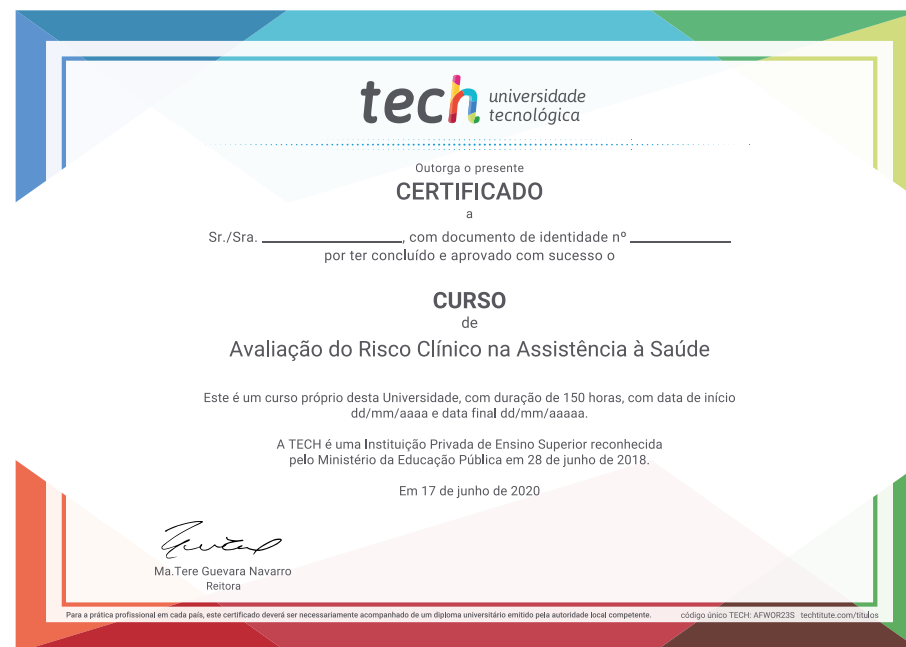 tech universidade
tecnológica
Outorga o presente
CERTIFICADO
a
Sr./Sra. ____________, com documento de identidade nº ____________
por ter concluído e aprovado com sucesso o
CURSO
de
Avaliação do Risco Clínico na Assistência à Saúde
Este é um curso próprio desta Universidade, com duração de 150 horas, com data de início
dd/mm/aaaa e data final dd/mm/aaaaa.
A TECH é uma Instituição Privada de Ensino Superior reconhecida
pelo Ministério da Educação Pública em 28 de junho de 2018.
Em 17 de junho de 2020
Ma.Tere Guevara Navarro
Reitora
Para a prática profissional em cada país, este certificado deverá ser necessariamente acompanhado de um diploma universitário emitido pela autoridade local competente. código único TECH: AFWOR23S techtitute.com/titulos